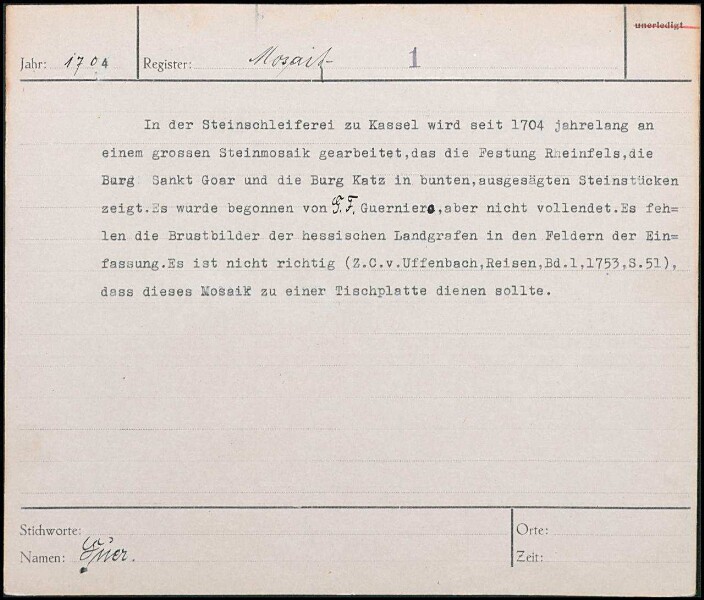 unerledigt
Jahr: 1704 Register: Mosaik 1
In der Steinschleiferei zu Kassel wird seit 1704 jahrelang an
einem grossen Steinmosaik gearbeitet,das die Festung Rheinfels,die
Burg Sankt Goar und die Burg Katz in bunten,ausgesägten Steinstücken
zeigt.Es wurde begonnen von G.F. Guerniero,aber nicht vollendet.Es feh=
len die Brustbilder der hessischen Landgrafen in den Feldern der Ein=
fassung.Es ist nicht richtig (Z.C.v.Uffenbach,Reisen,Bd.1,1753,S.51),
dass dieses Mosaik zu einer Tischplatte dienen sollte.
Stichworte:
Orte:
Namen:
Zeit: